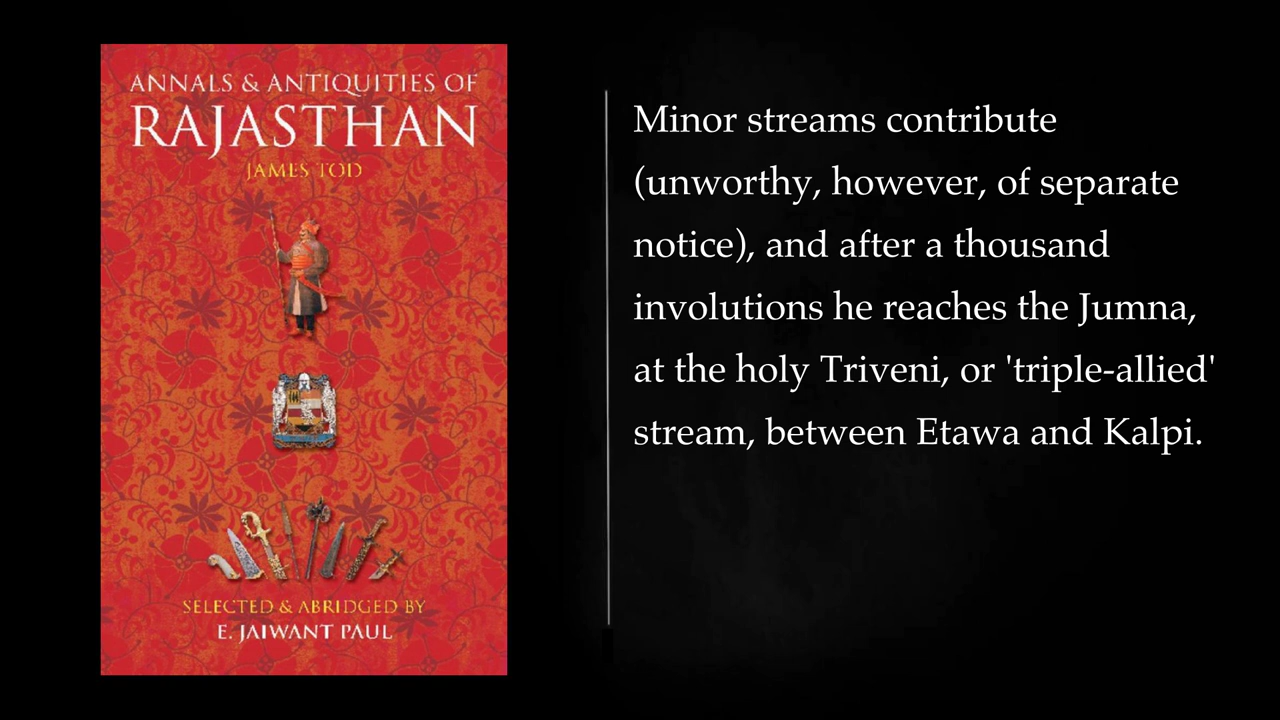 ANNALS & ANTIQUITIES OF
RAJASTHAN
JAMES TOD
SELECTED & ABRIDGED BY
E. JAIWANT PAUL
Minor streams contribute
(unworthy, however, of separate
notice), and after a thousand
involutions he reaches the Jumna,
at the holy Triveni, or 'triple-allied'
stream, between Etawa and Kalpi.